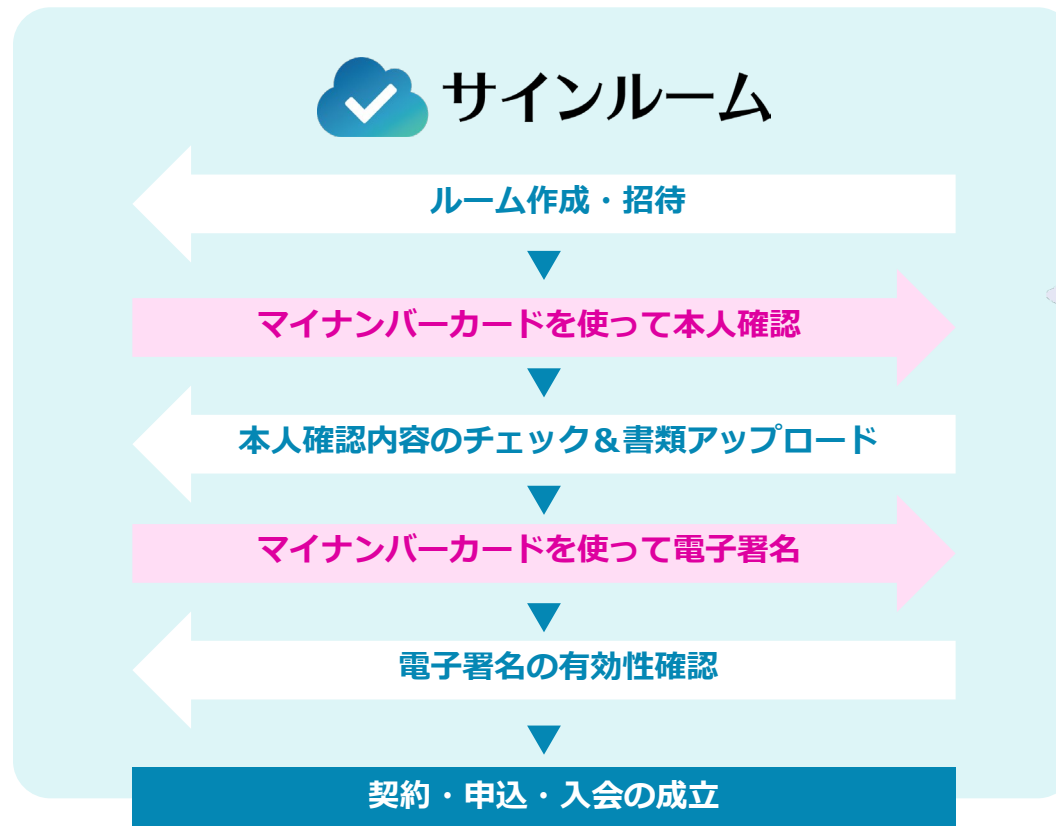 サインルーム
ルーム作成・招待
マイナンバーカードを使って本人確認
本人確認内容のチェック＆書類アップロード
マイナンバーカードを使って電子署名
電子署名の有効性確認
契約・申込・入会の成立